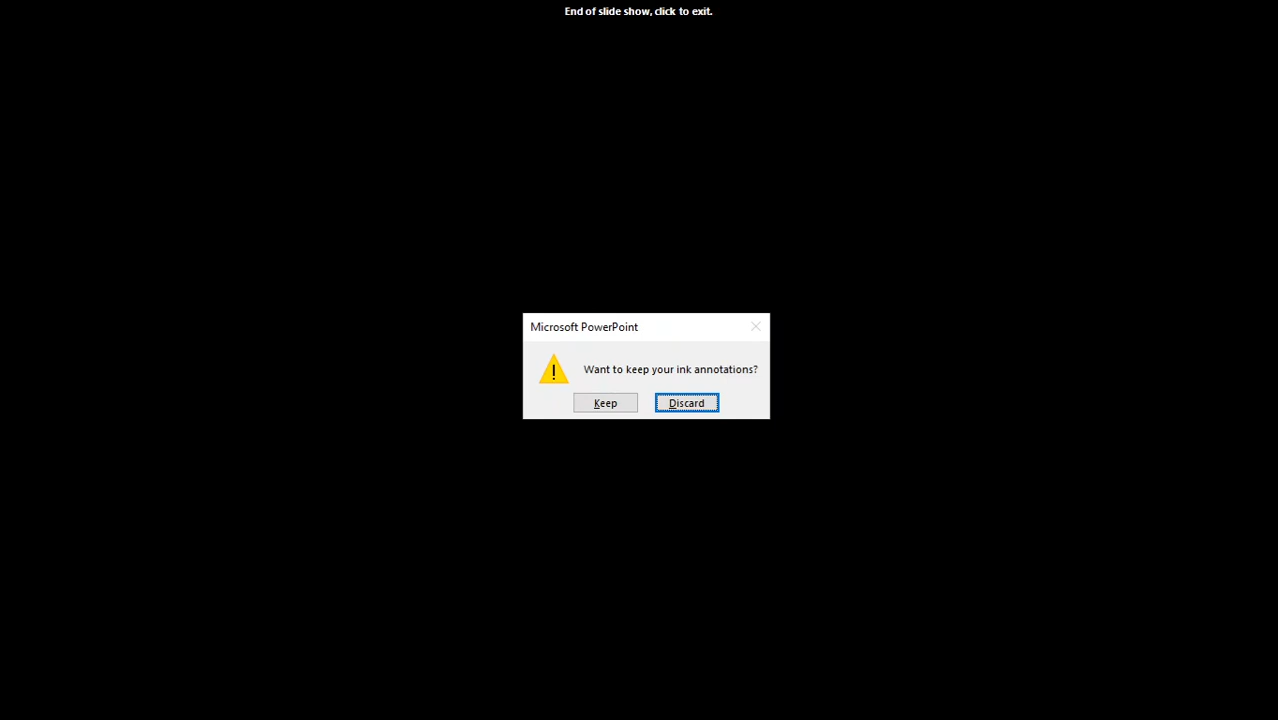 End of slide show, click to exit.
Microsoft PowerPoint
Want to keep your ink annotations?
Keep Discard